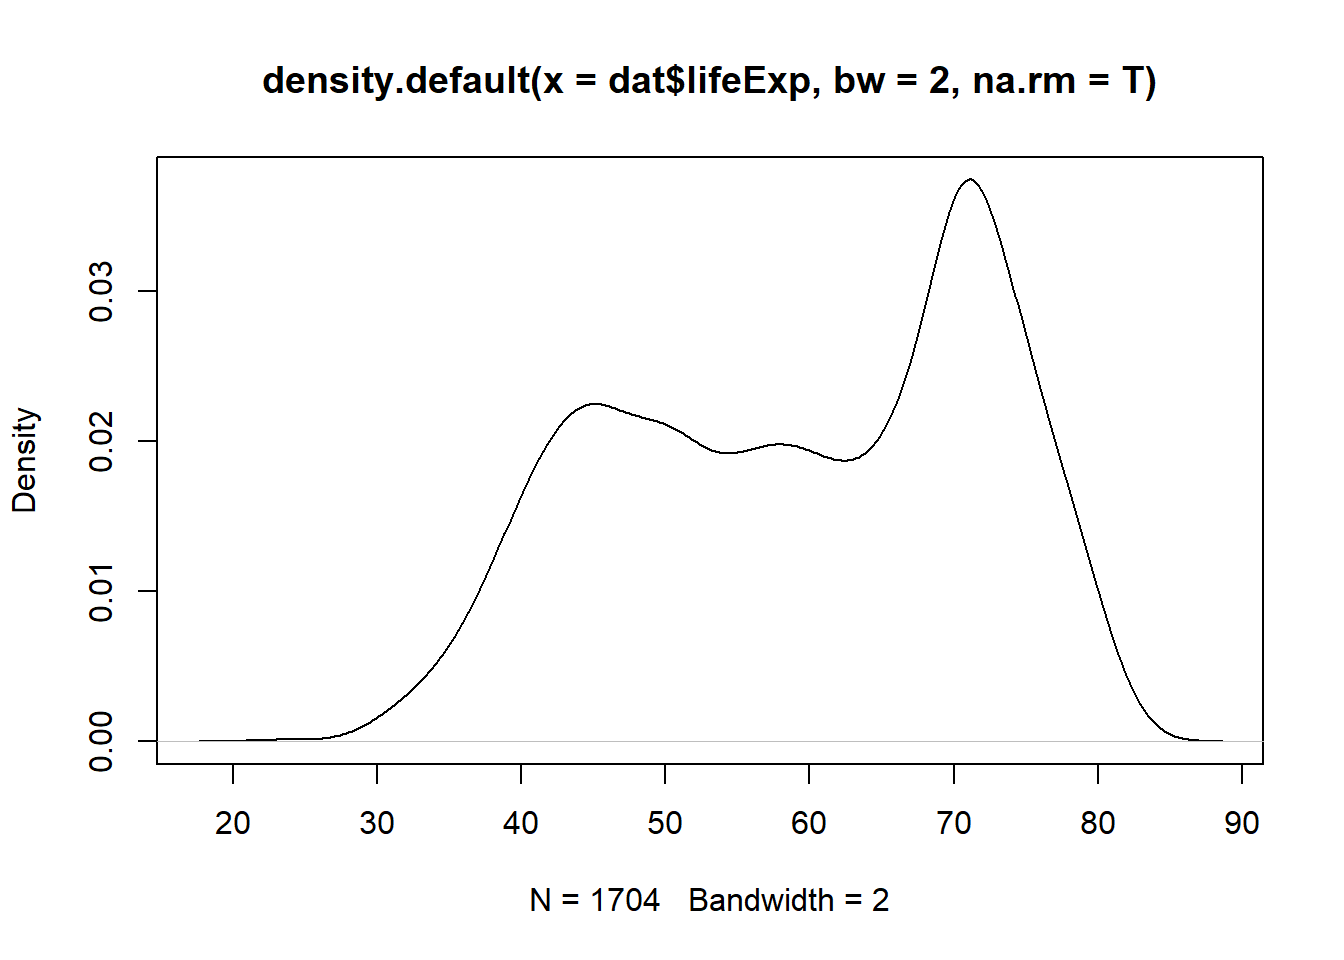 density.default(x = dat$lifeExp, bw = 2, na.rm = T)
Density
0.03
0.02
0.01
0.00
20 30 40 50 60 70 80 90
N = 1704 Bandwidth = 2